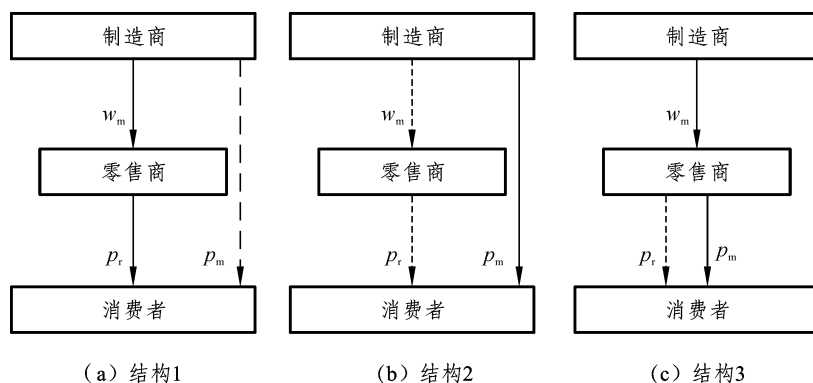 制造商 制造商 制造商
w_m w_m w_m
零售商 零售商 零售商
p_r p_m p_r p_m p_r p_m
消费者 消费者 消费者
（a）结构1 （b）结构2 （c）结构3